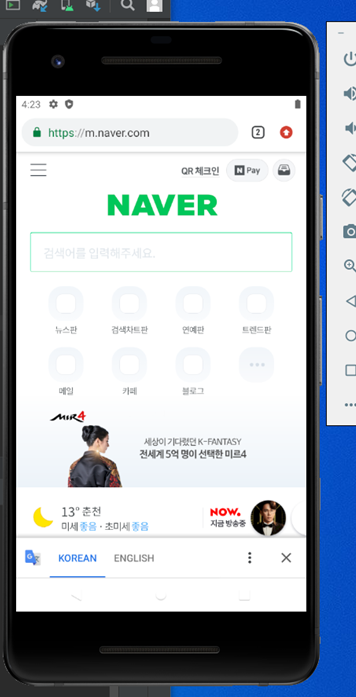 4:23
https://m.naver.com
2
QR 체크인
N Pay
NAVER
검색어를 입력해주세요.
뉴스판
검색차트판
연예판
트렌드판
메일
카페
블로그
MIR4
세상이 기다렸던 K-FANTASY
전세계 5억 명이 선택한 미르4
13° 춘천
미세좋음 · 초미세좋음
NOW.
지금 방송중
G
KOREAN
ENGLISH